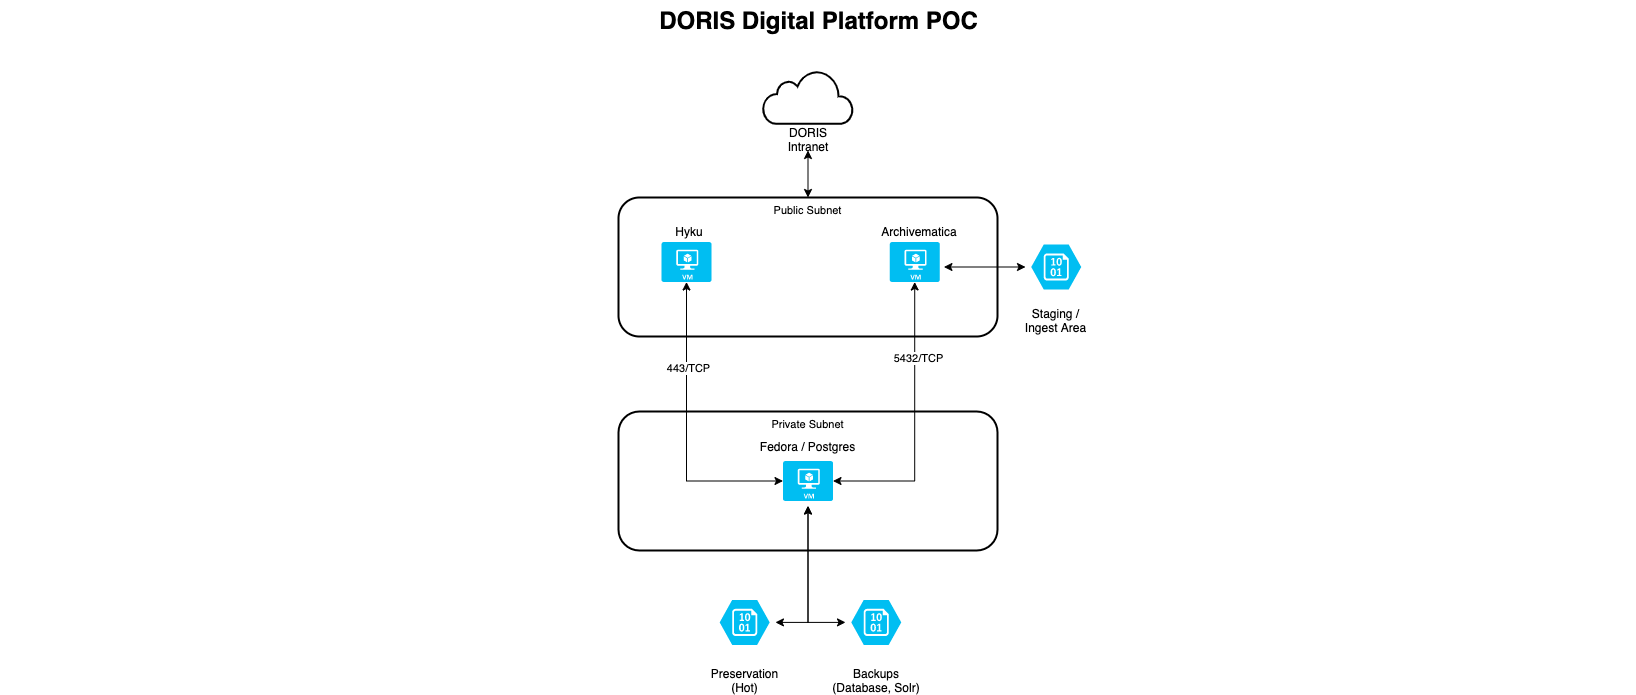 DORIS Digital Platform POC
DORIS
Intranet
Public Subnet
Hyku
Archivematica
VM
VM
10
01
Staging /
Ingest Area
443/TCP
5432/TCP
Private Subnet
Fedora / Postgres
VM
10
01
10
01
Preservation
(Hot)
Backups
(Database, Solr)